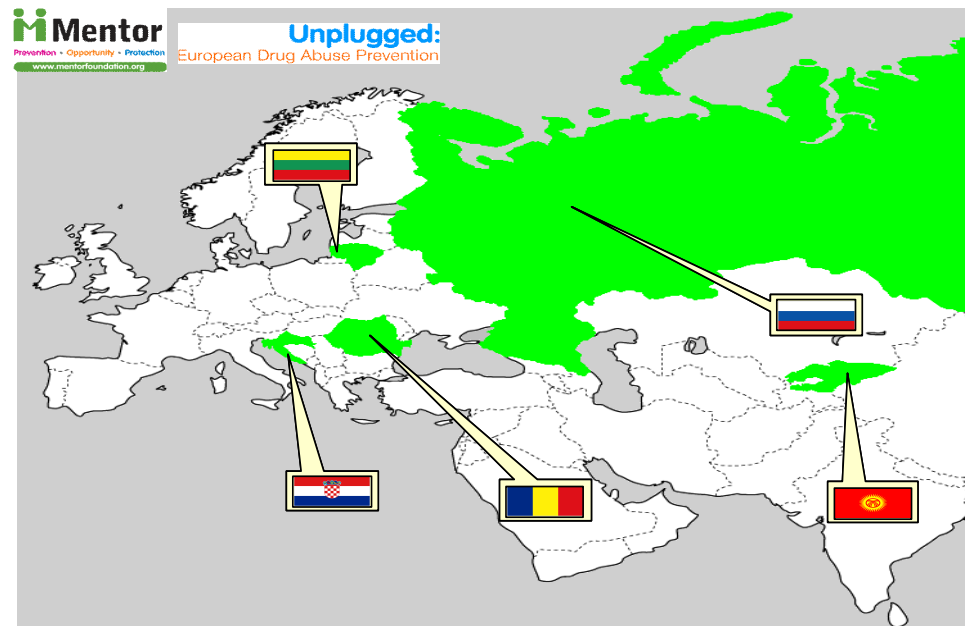 Mentor
Prevention • Opportunity • Protection
www.mentorfoundation.org
Unplugged:
European Drug Abuse Prevention